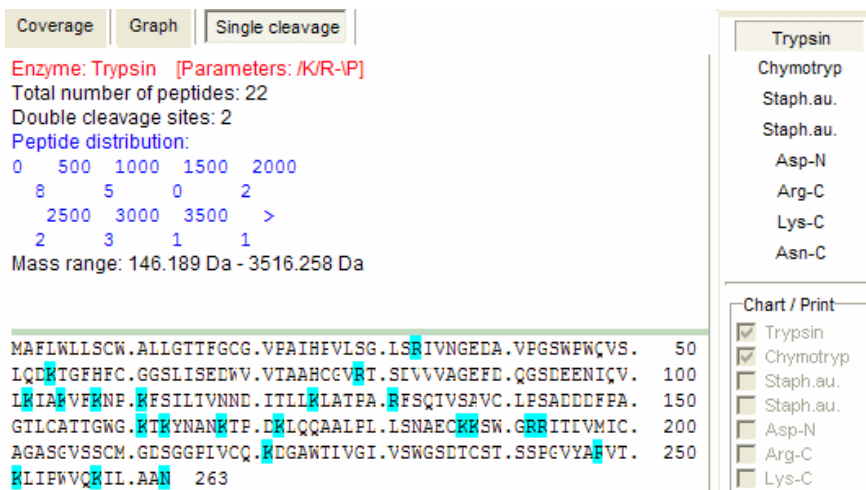 Coverage Graph Single cleavage
Enzyme: Trypsin [Parameters: /K/R-\P]
Total number of peptides: 22
Double cleavage sites: 2
Peptide distribution:
0 500 1000 1500 2000
8 5 0 2
2500 3000 3500 >
2 3 1 1
Mass range: 146.189 Da - 3516.258 Da
MAFLWLLSCW.ALLGTTFGCG.VPAIHPVLSG.LSRIVNGEDA.VPGSWPWQVS. 50
LQDKTGFHFC.GGSLISEDWV.VTAAHCGVRT.SDVVVAGEFD.QGSDEENIQV. 100
LKIAKVFKNP.KFSILTVNND.ITLLKLATPA.RFSQTVSAVC.LPSADDDFPA. 150
GTLCATTGWG.KTKYNANKTP.DKLQQAALPL.LSNAECKKSW.GRRITDVMIC. 200
AGASGVSSCM.GDSGGPLVCQ.KDGAWTLVGI.VSWGSDTCST.SSPGVYARVT. 250
KLIPWVQKIL.AAN 263
Trypsin
Chymotryp
Staph.au.
Staph.au.
Asp-N
Arg-C
Lys-C
Asn-C
Chart / Print
Trypsin
Chymotryp
Staph.au.
Staph.au.
Asp-N
Arg-C
Lys-C